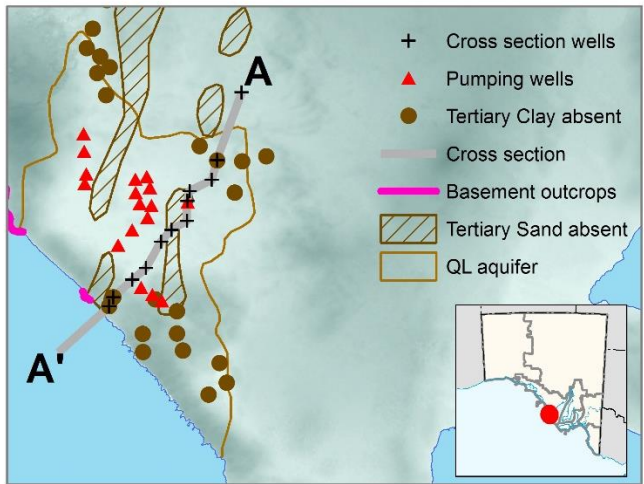 A
A'
Cross section wells
Pumping wells
Tertiary Clay absent
Cross section
Basement outcrops
Tertiary Sand absent
QL aquifer